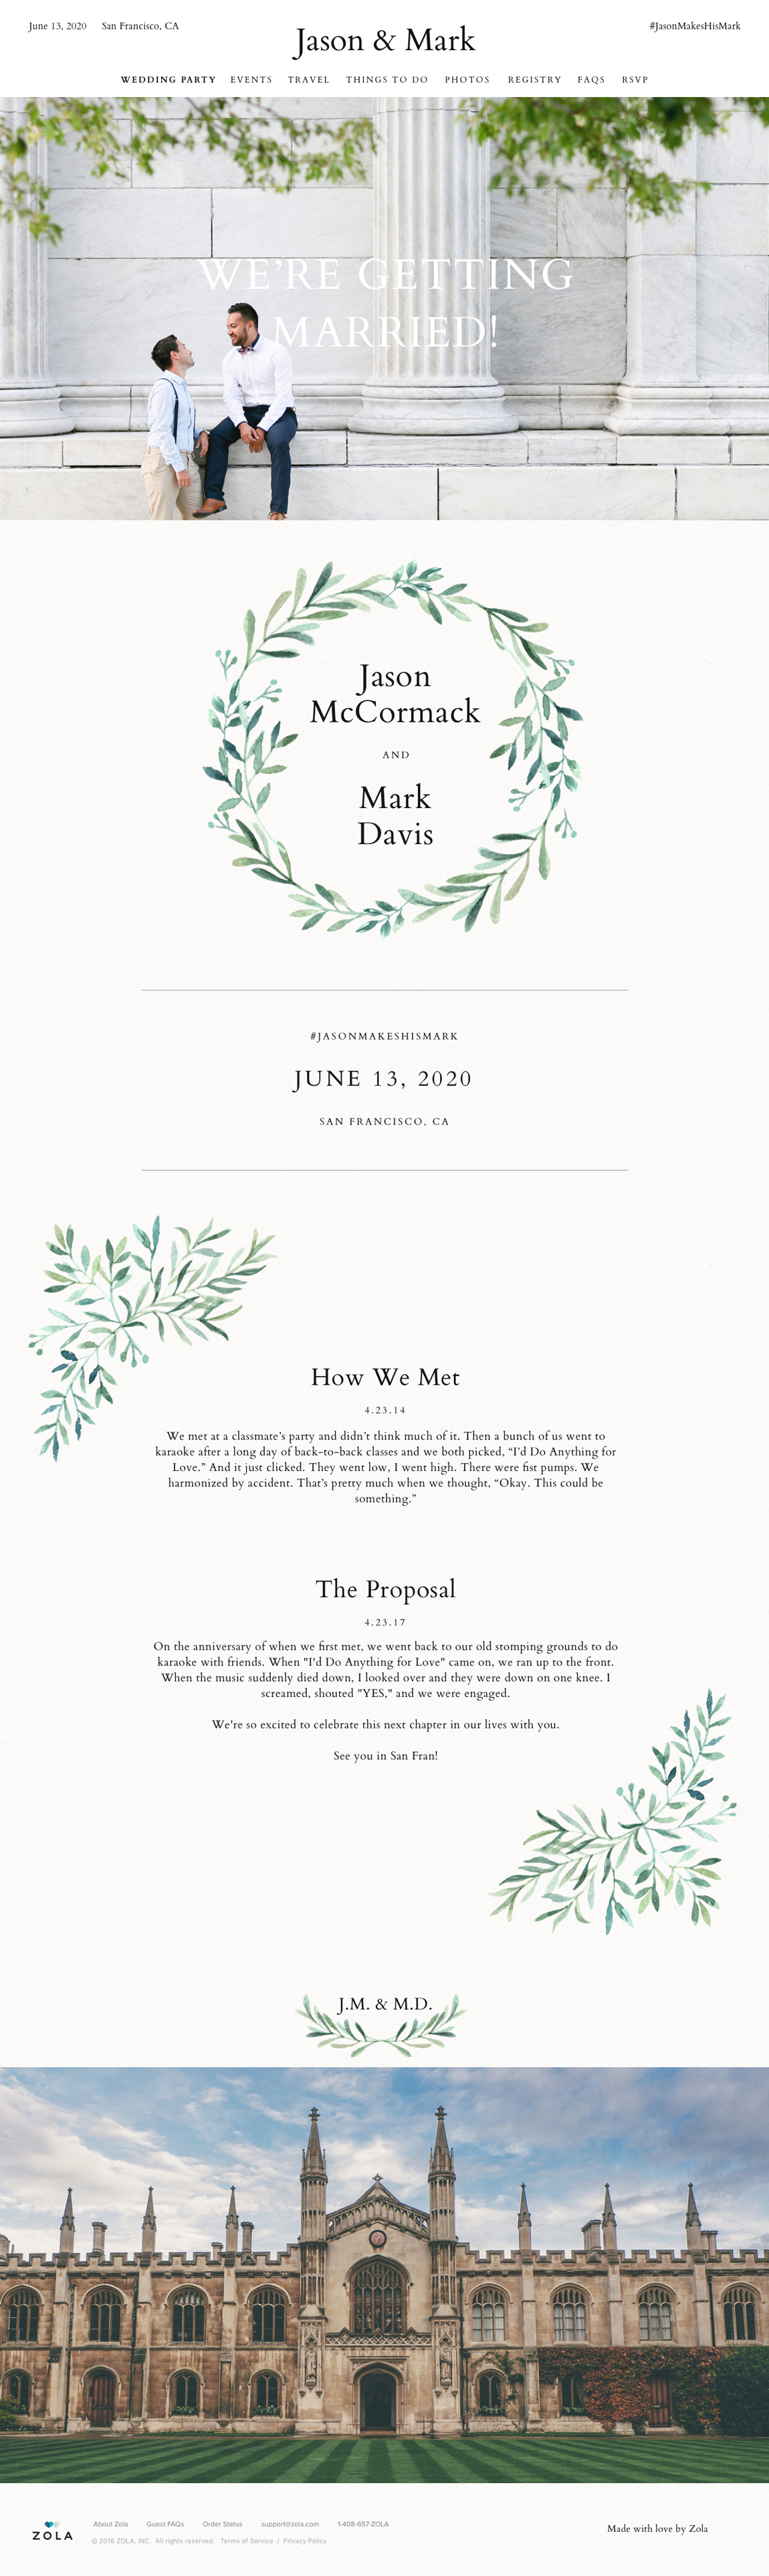 June 13, 2020 San Francisco, CA
Jason & Mark
#JasonMakesHisMark
WEDDING PARTY EVENTS TRAVEL THINGS TO DO PHOTOS REGISTRY FAQS RSVP
WE'RE GETTING
MARRIED!
Jason
McCormack
AND
Mark
Davis
#JASONMAKESHISMARK
JUNE 13, 2020
SAN FRANCISCO, CA
How We Met
4.23.14
We met at a classmate’s party and didn’t think much of it. Then a bunch of us went to
karaoke after a long day of back-to-back classes and we both picked, “I’d Do Anything for
Love.” And it just clicked. They went low, I went high. There were fist pumps. We
harmonized by accident. That’s pretty much when we thought, “Okay. This could be
something.”
The Proposal
4.23.17
On the anniversary of when we first met, we went back to our old stomping grounds to do
karaoke with friends. When "I'd Do Anything for Love" came on, we ran up to the front.
When the music suddenly died down, I looked over and they were down on one knee. I
screamed, shouted "YES," and we were engaged.
We're so excited to celebrate this next chapter in our lives with you.
See you in San Fran!
J.M. & M.D.
ZOLA
About Zola Guest FAQs Order Status support@zola.com 1-408-657-ZOLA
© 2016 ZOLA, INC. All rights reserved. Terms of Service / Privacy Policy
Made with love by Zola